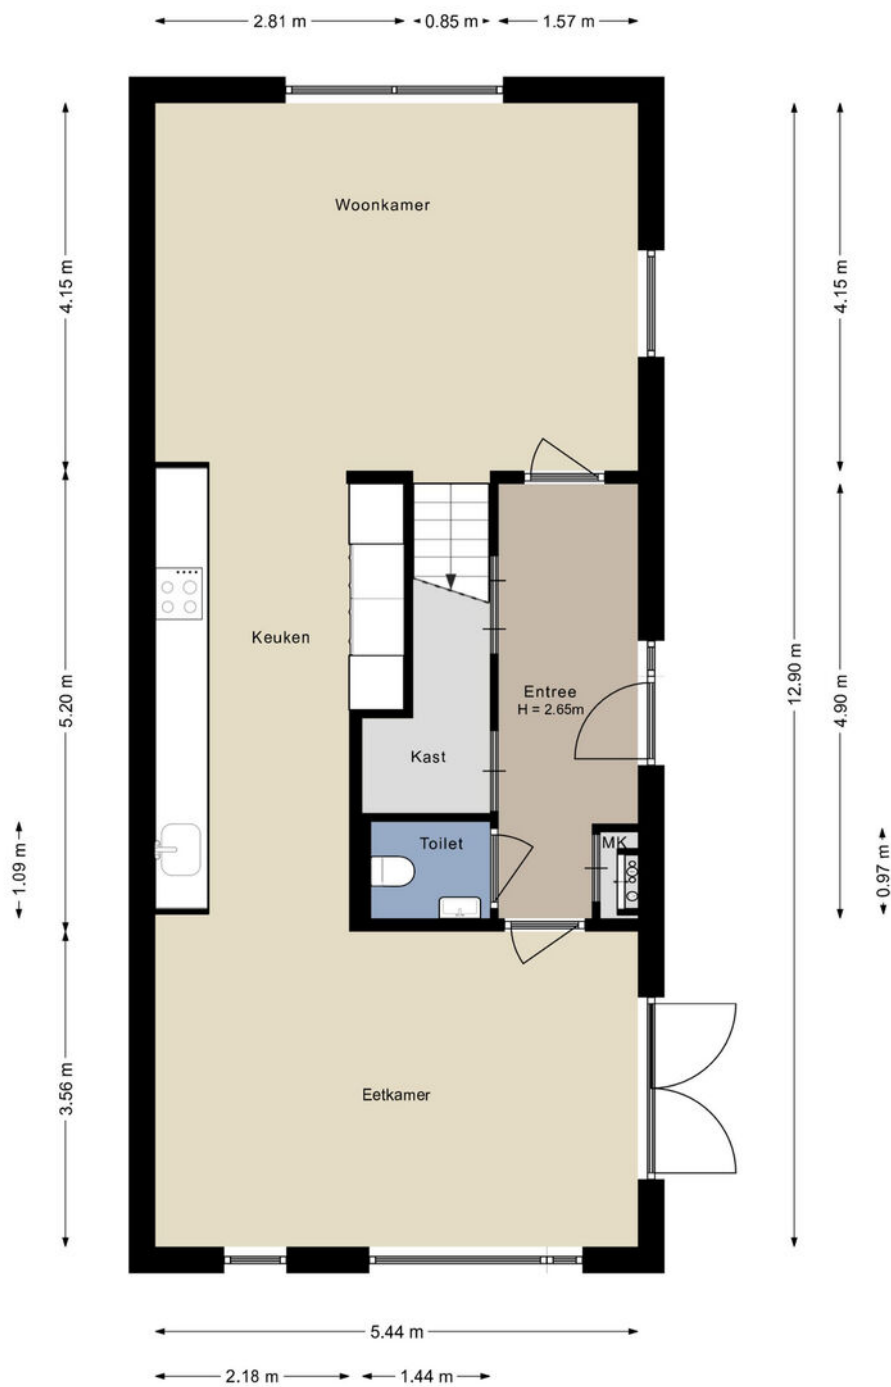 2.81 m
0.85 m
1.57 m
Woonkamer
4.15 m
4.15 m
Keuken
Entree
H = 2.65m
12.90 m
5.20 m
4.90 m
Kast
Toilet
MK
1.09 m
0.97 m
Eetkamer
3.56 m
5.44 m
2.18 m
1.44 m